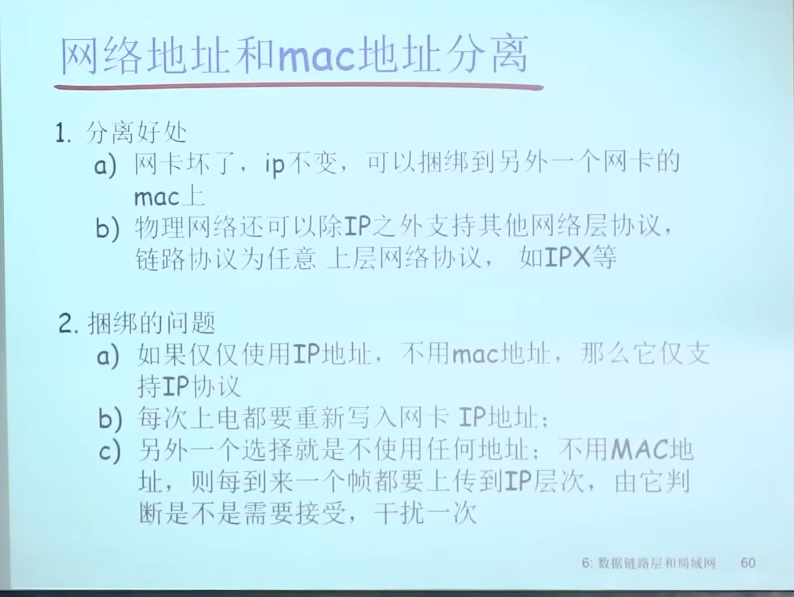 网络地址和mac地址分离
1. 分离好处
a) 网卡坏了，ip不变，可以捆绑到另外一个网卡的
mac上
b) 物理网络还可以除IP之外支持其他网络层协议，
链路协议为任意 上层网络协议， 如IPX等
2. 捆绑的问题
a) 如果仅仅使用IP地址，不用mac地址，那么它仅支
持IP协议
b) 每次上电都要重新写入网卡 IP地址；
c) 另外一个选择就是不使用任何地址；不用MAC地
址，则每到来一个帧都要上传到IP层次，由它判
断是不是需要接受，干扰一次
6: 数据链路层和局域网 60